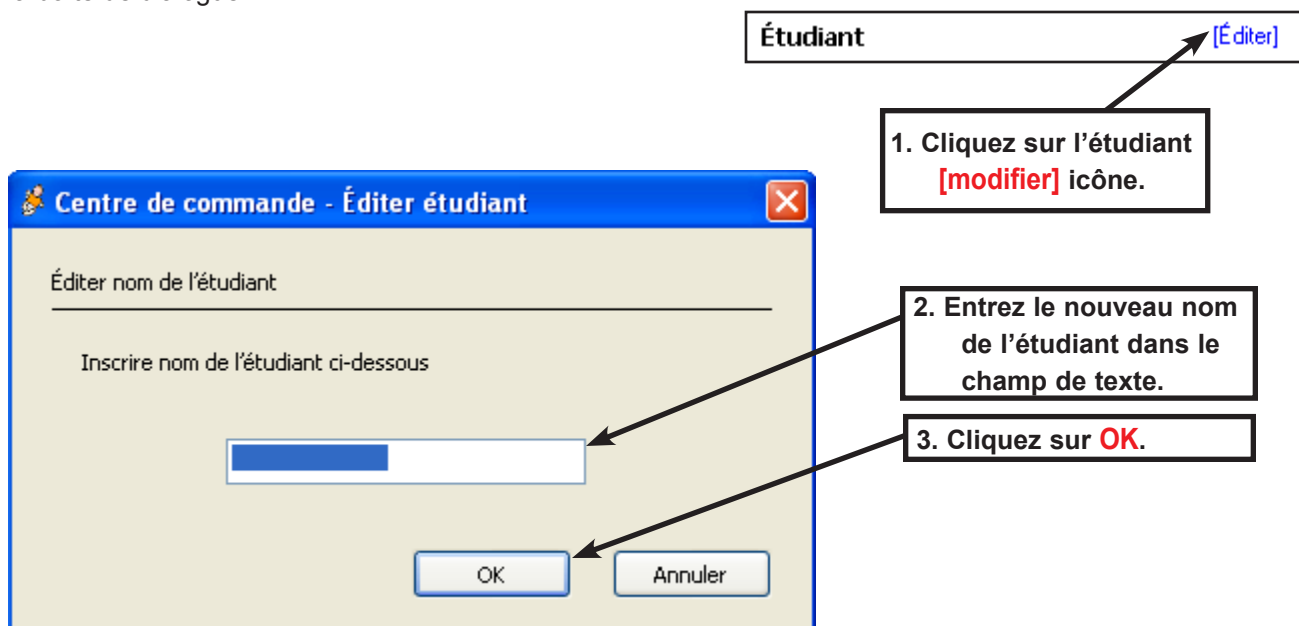 Étudiant [Éditer]
1. Cliquez sur l’étudiant
[modifier] icône.
Centre de commande - Éditer étudiant
Éditer nom de l’étudiant
2. Entrez le nouveau nom
de l’étudiant dans le
champ de texte.
Inscrire nom de l’étudiant ci-dessous
3. Cliquez sur OK.
OK Annuler